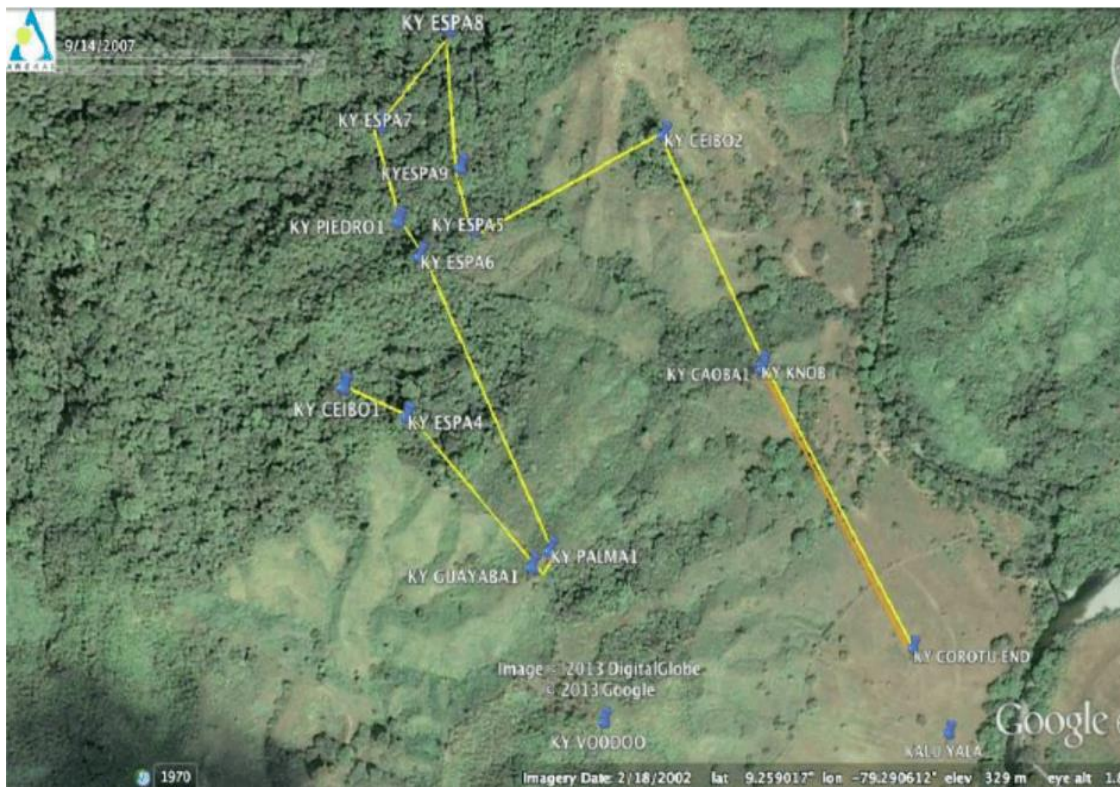 KY ESPA8
9/14/2007
KY ESPA7
KY CEIBO2
KYESPA9
KY PIEDRO1
KY ESPA5
KY ESPA6
KY CAOBA1
KY KNOB
KY CEIBO1
KY ESPA4
KY PALMA1
KY GUAYABA1
KY COROTU END
Image © 2013 DigitalGlobe
© 2013 Google
KY VOODOO
KALU YALA
Google
1970
Imagery Date: 2/18/2002 lat 9.259017° lon -79.290612° elev 329 m eye alt 1.8